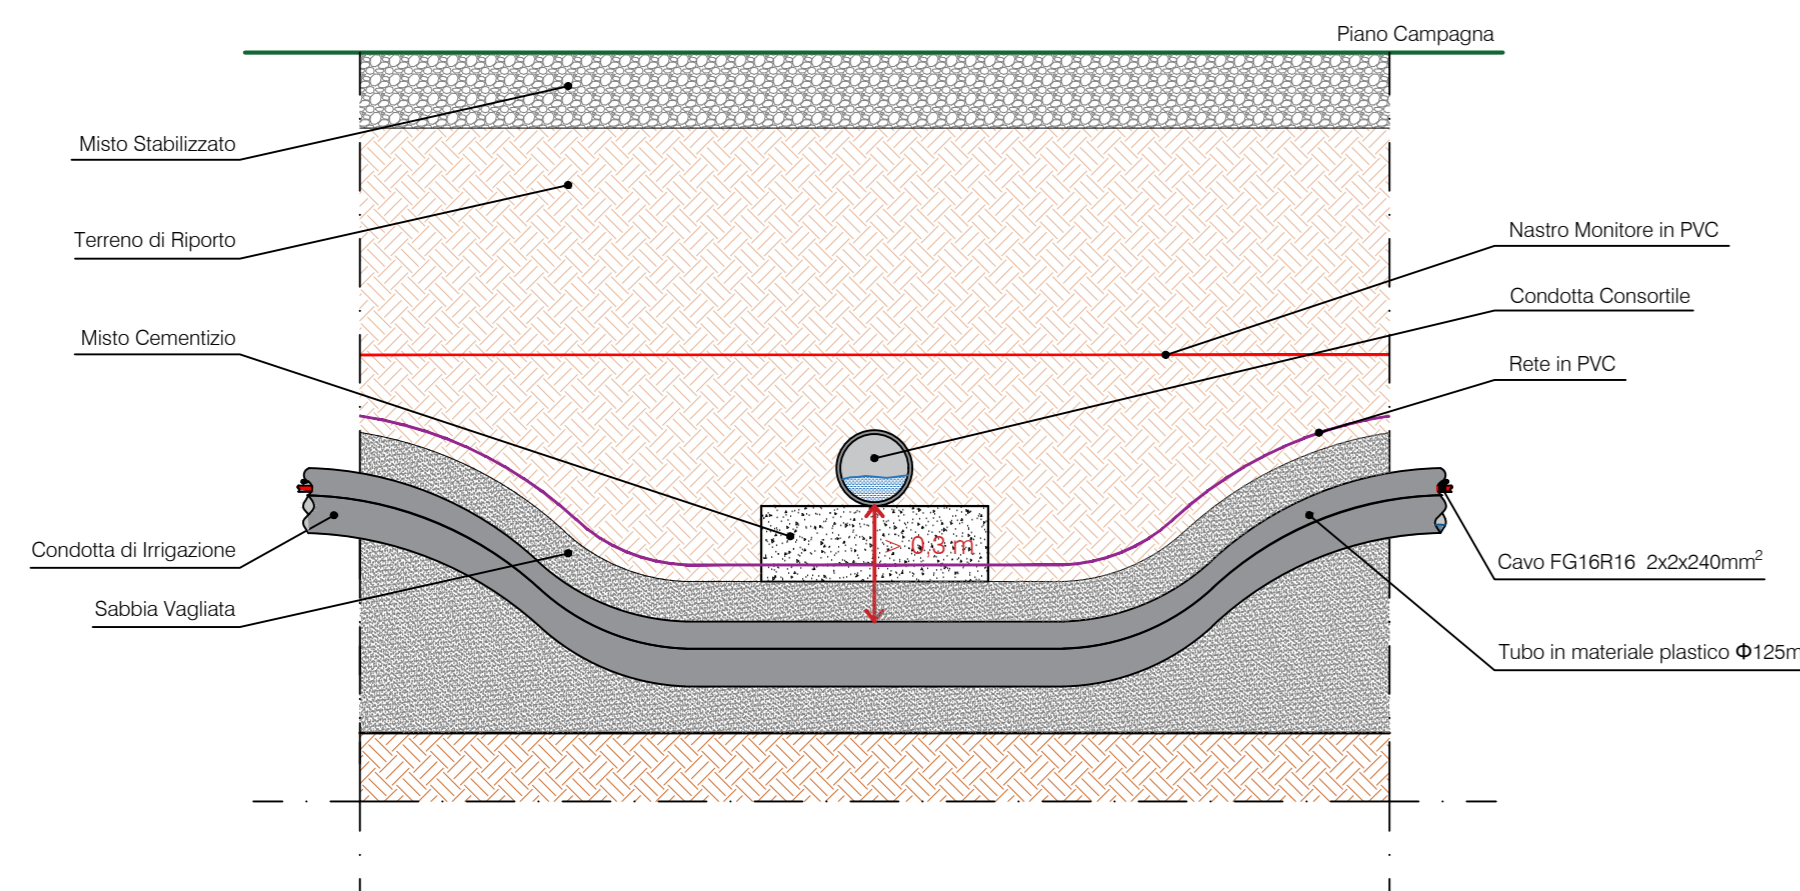 Piano Campagna
Misto Stabilizzato
Terreno di Riporto
Nastro Monitore in PVC
Condotta Consortile
Misto Cementizio
Rete in PVC
> 0,3 m
Condotta di Irrigazione
Cavo FG16R16 2x2x240mm²
Sabbia Vagliata
Tubo in materiale plastico Φ125m